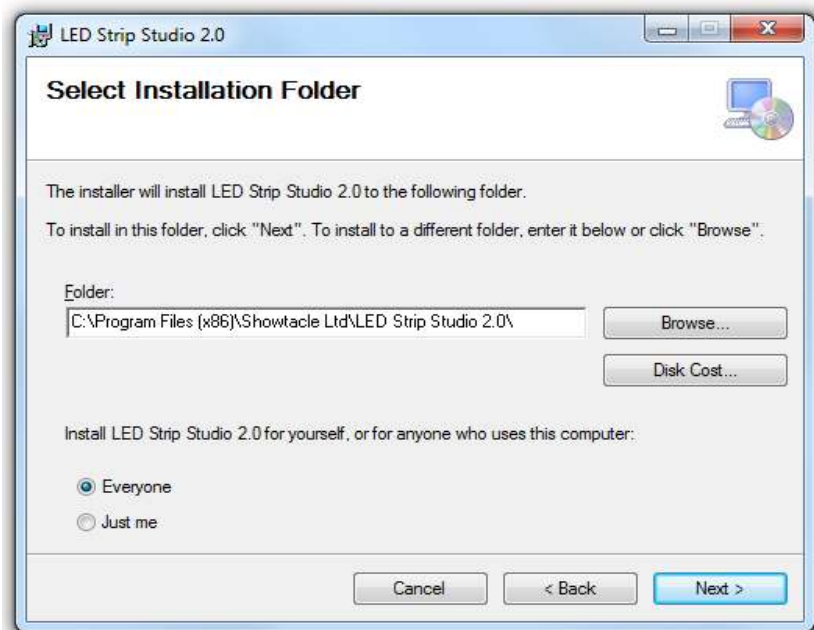 LED Strip Studio 2.0
Select Installation Folder
The installer will install LED Strip Studio 2.0 to the following folder.
To install in this folder, click "Next". To install to a different folder, enter it below or click "Browse".
Folder:
C:\Program Files (x86)\Showtacle Ltd\LED Strip Studio 2.0\
Browse...
Disk Cost...
Install LED Strip Studio 2.0 for yourself, or for anyone who uses this computer:
Everyone
Just me
Cancel
< Back
Next >